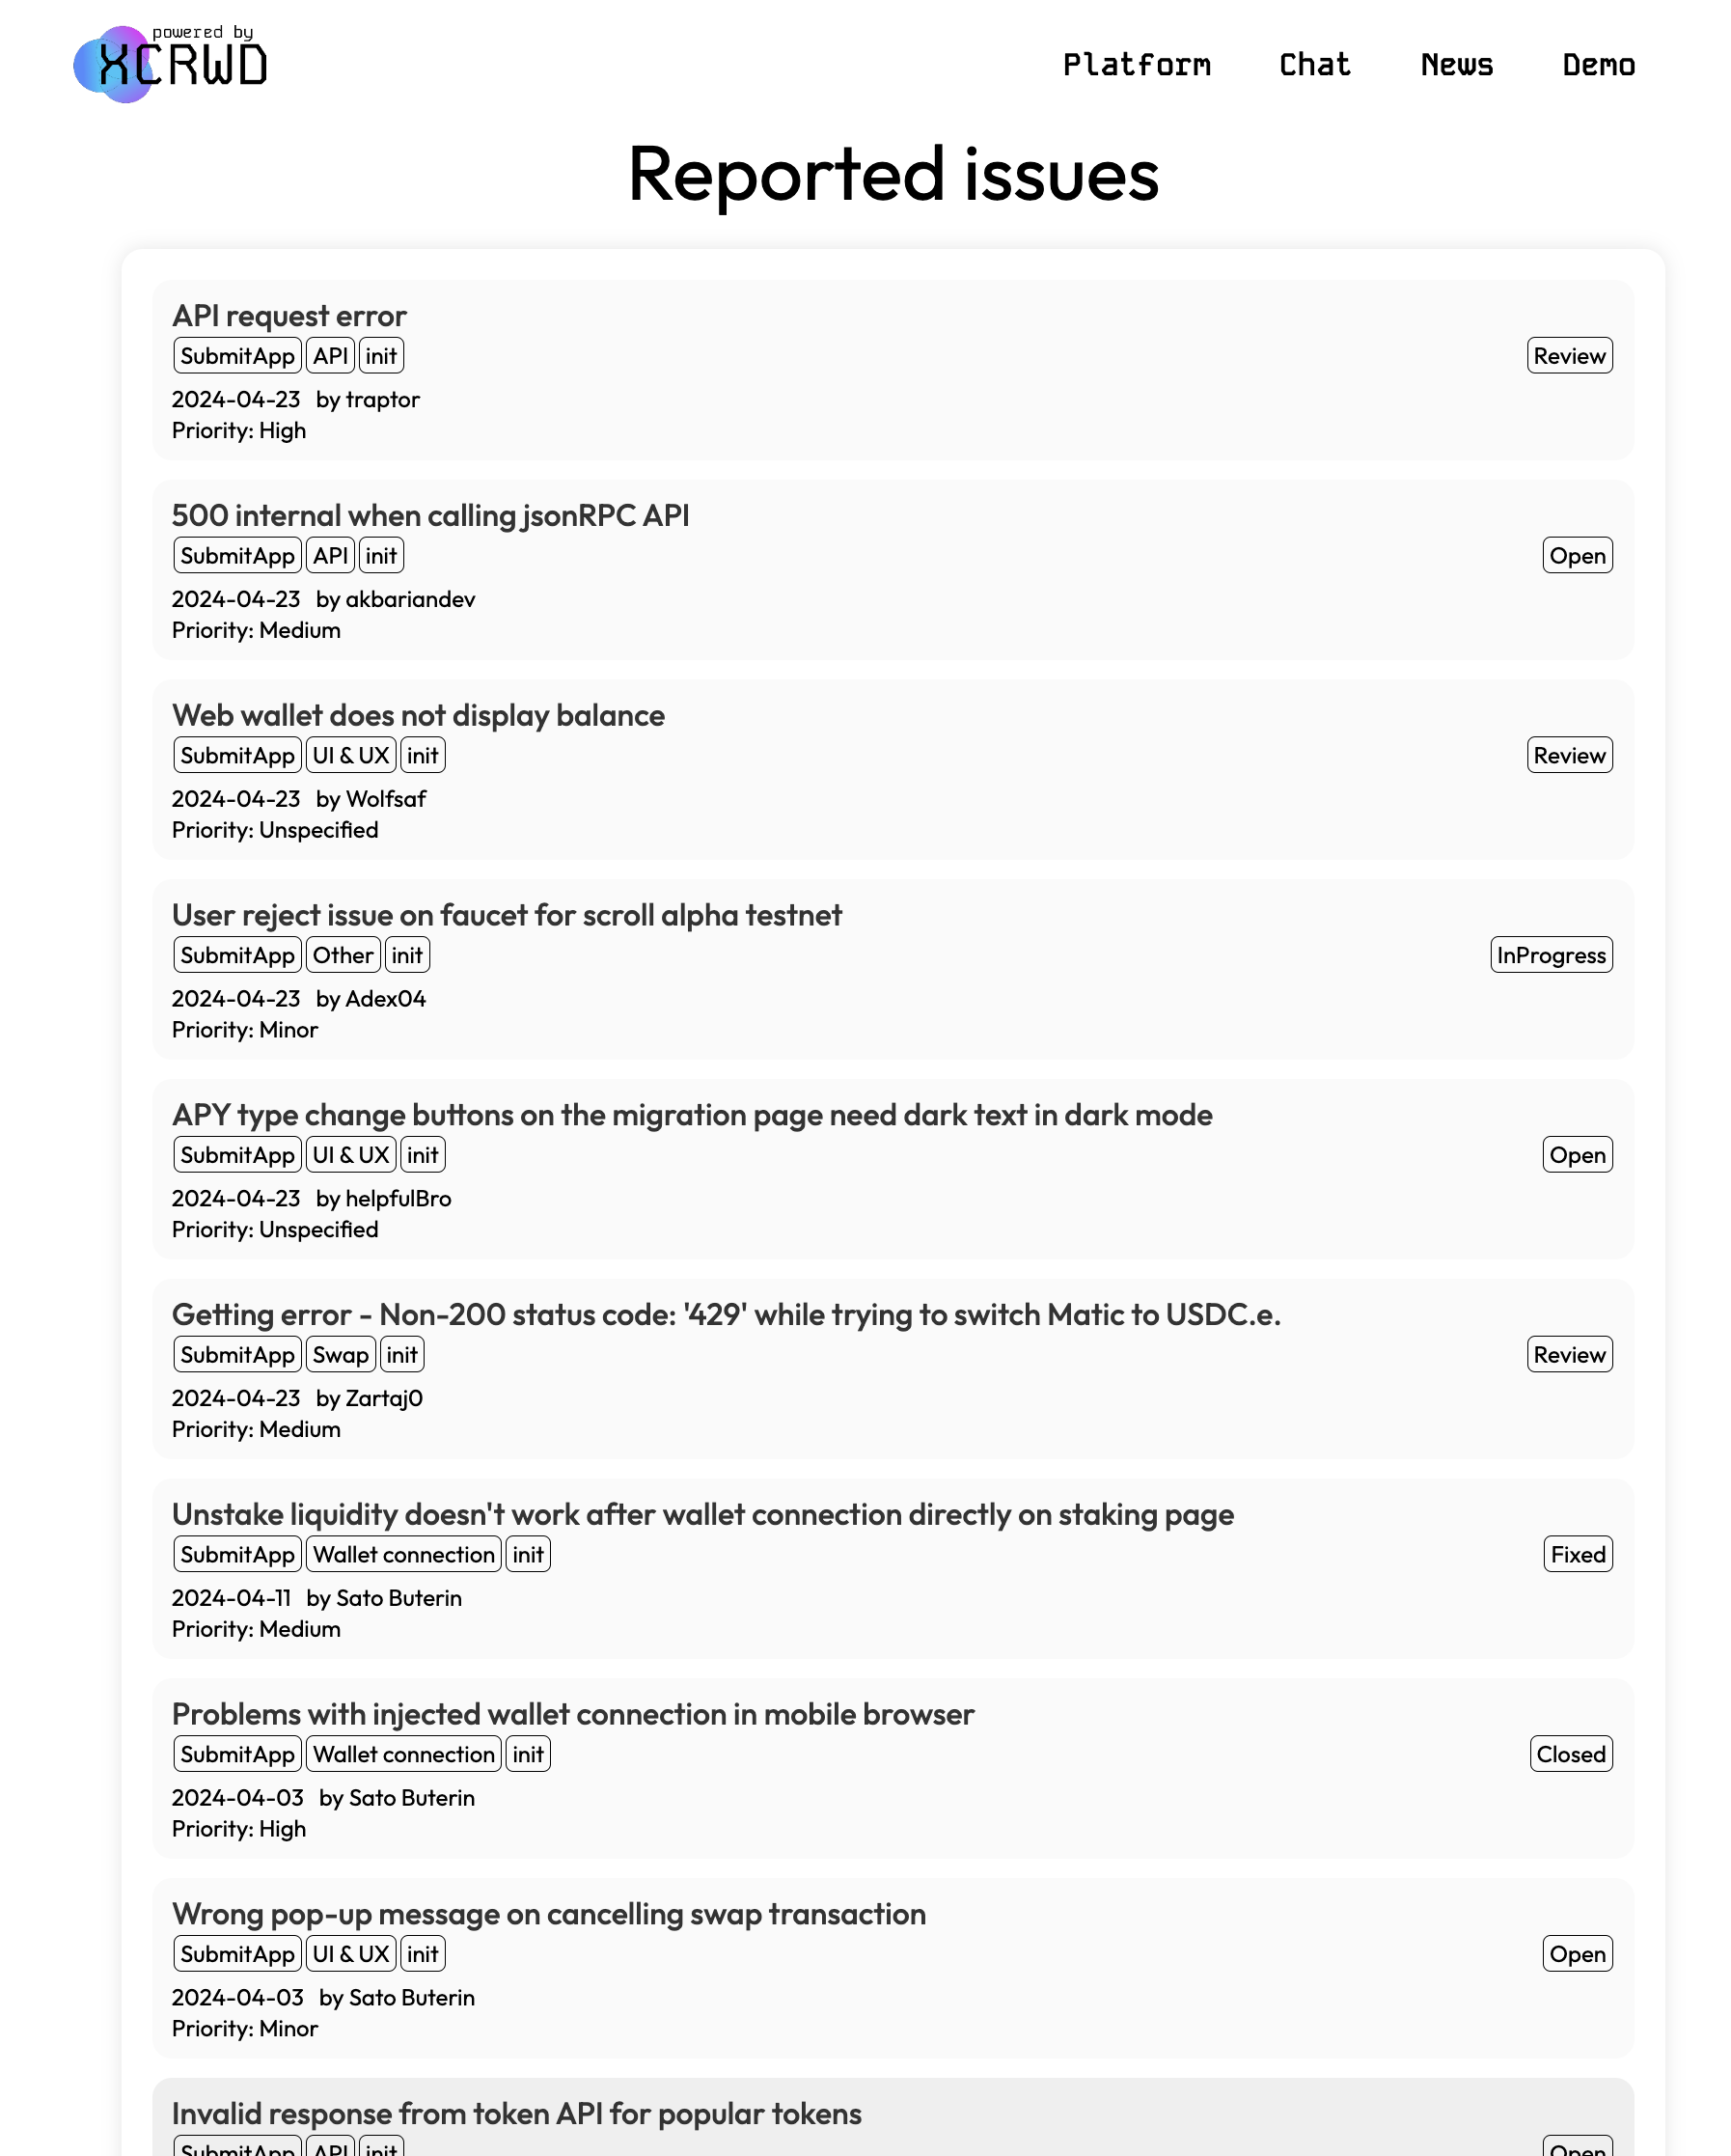 powered by
XCRWD
Platform Chat News Demo
Reported issues
API request error
SubmitApp API init Review
2024-04-23 by traptor
Priority: High
500 internal when calling jsonRPC API
SubmitApp API init Open
2024-04-23 by akbariandev
Priority: Medium
Web wallet does not display balance
SubmitApp UI & UX init Review
2024-04-23 by Wolfsaf
Priority: Unspecified
User reject issue on faucet for scroll alpha testnet
SubmitApp Other init InProgress
2024-04-23 by Adex04
Priority: Minor
APY type change buttons on the migration page need dark text in dark mode
SubmitApp UI & UX init Open
2024-04-23 by helpfulBro
Priority: Unspecified
Getting error - Non-200 status code: '429' while trying to switch Matic to USDC.e.
SubmitApp Swap init Review
2024-04-23 by Zartaj0
Priority: Medium
Unstake liquidity doesn't work after wallet connection directly on staking page
SubmitApp Wallet connection init Fixed
2024-04-11 by Sato Buterin
Priority: Medium
Problems with injected wallet connection in mobile browser
SubmitApp Wallet connection init Closed
2024-04-03 by Sato Buterin
Priority: High
Wrong pop-up message on cancelling swap transaction
SubmitApp UI & UX init Open
2024-04-03 by Sato Buterin
Priority: Minor
Invalid response from token API for popular tokens
SubmitApp API init Open